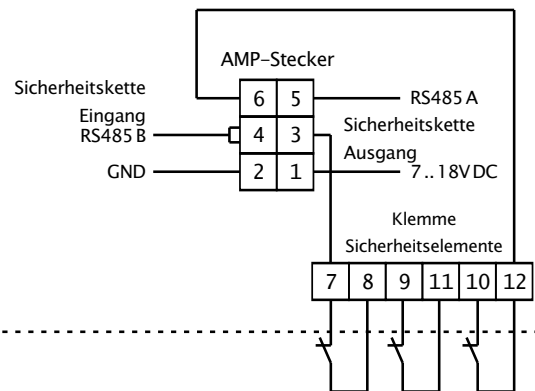 AMP-Stecker
Sicherheitskette
Eingang
6 5
RS485 A
RS485 B
4 3
Sicherheitskette
Ausgang
GND
2 1
7..18V DC
Klemme
Sicherheitselemente
7 8 9 11 10 12